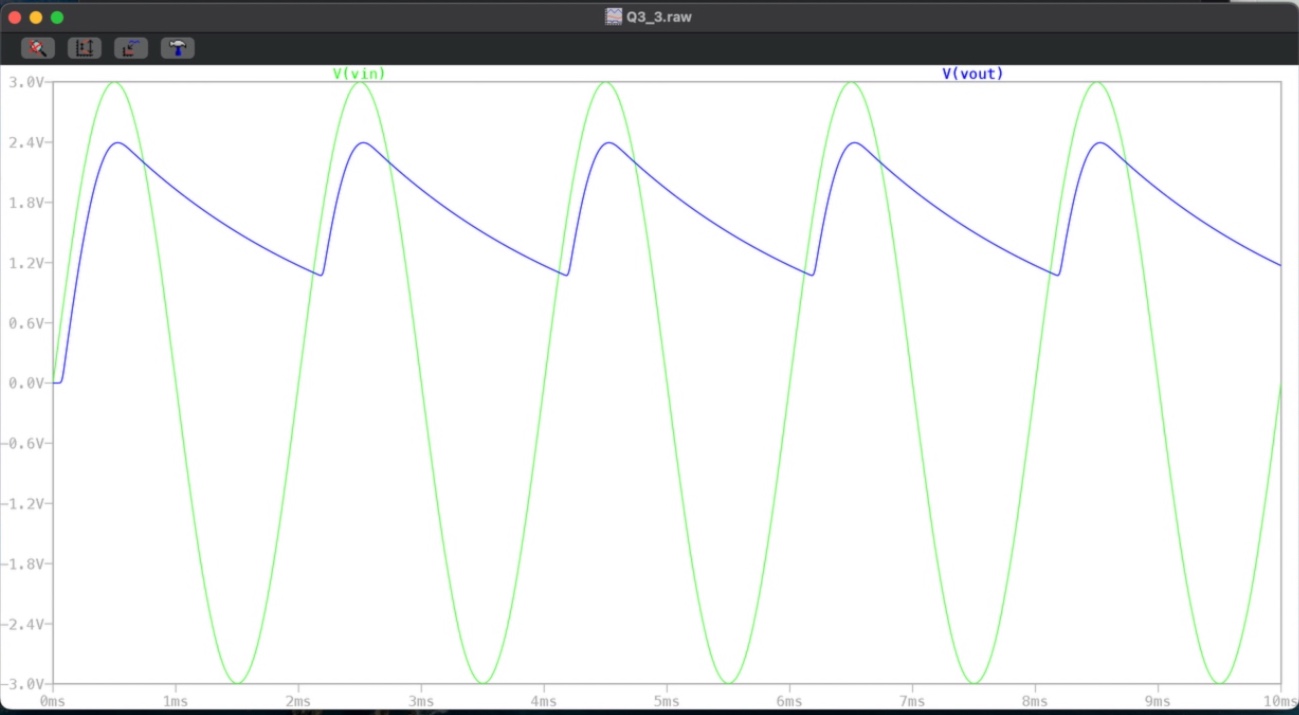 Q3_3.raw
V(vin) V(vout)
3.0V
2.4V
1.8V
1.2V
0.6V
0.0V
-0.6V
-1.2V
-1.8V
-2.4V
-3.0V
0ms 1ms 2ms 3ms 4ms 5ms 6ms 7ms 8ms 9ms 10ms